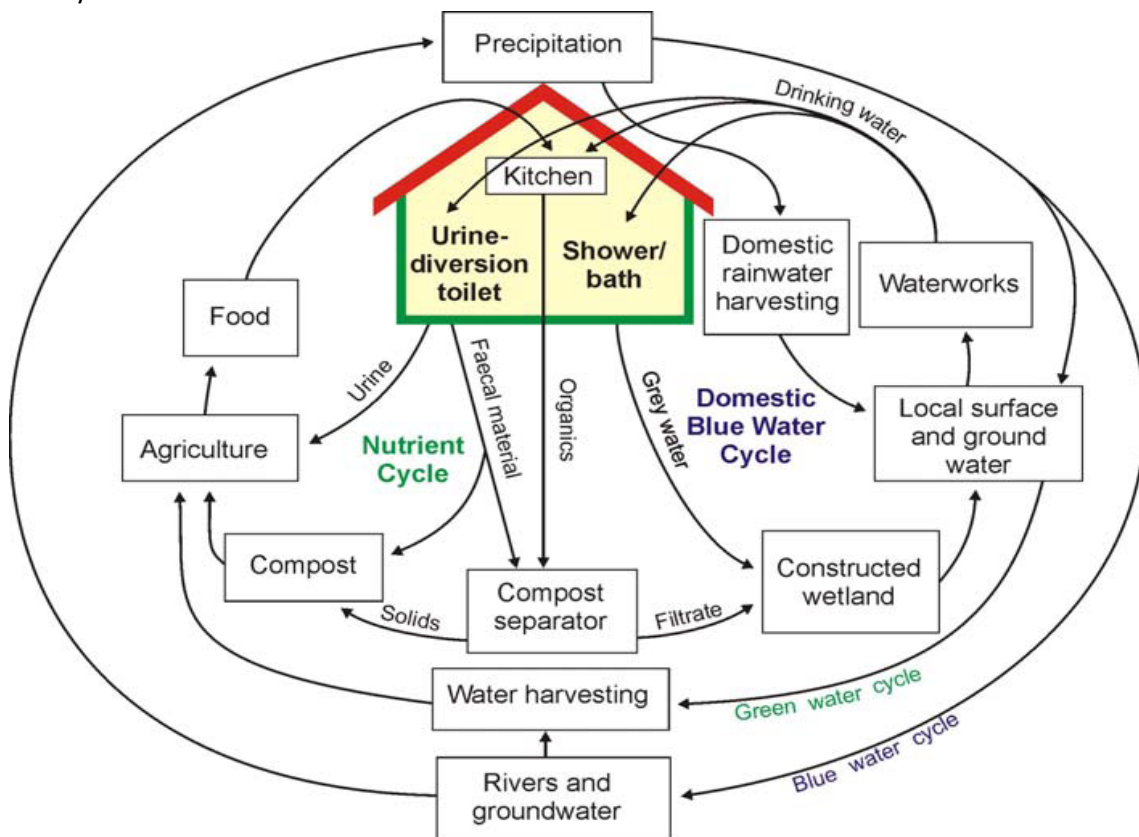 Precipitation
Drinking water
Kitchen
Urine-
diversion
toilet
Shower/
bath
Domestic
rainwater
harvesting
Waterworks
Food
Urine
Faecal material
Organics
Grey water
Domestic
Blue Water
Cycle
Local surface
and ground
water
Agriculture
Nutrient
Cycle
Compost
Solids
Compost
separator
Filtrate
Constructed
wetland
Water harvesting
Green water cycle
Rivers and
groundwater
Blue water cycle